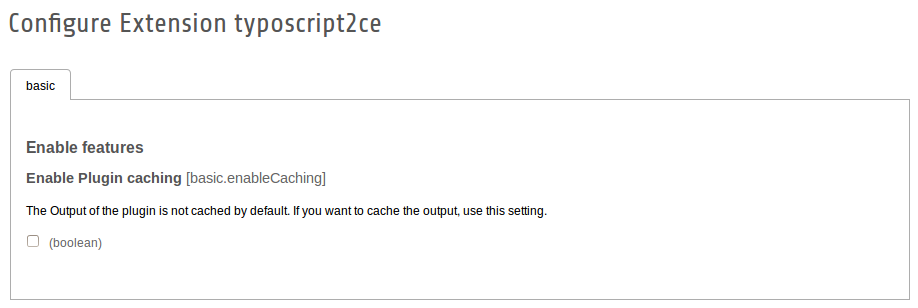 Configure Extension typoscript2ce
basic
Enable features
Enable Plugin caching [basic.enableCaching]
The Output of the plugin is not cached by default. If you want to cache the output, use this setting.
(boolean)